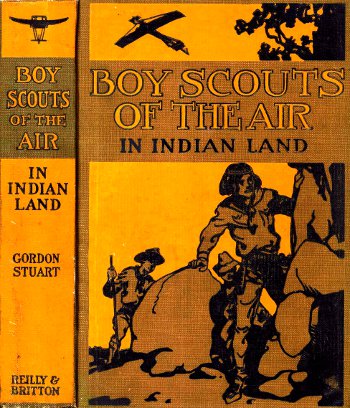 BOY
SCOUTS
OF THE
AIR
IN
INDIAN
LAND
GORDON
STUART
REILLY &
BRITTON
BOY SCOUTS
OF THE AIR
IN INDIAN LAND